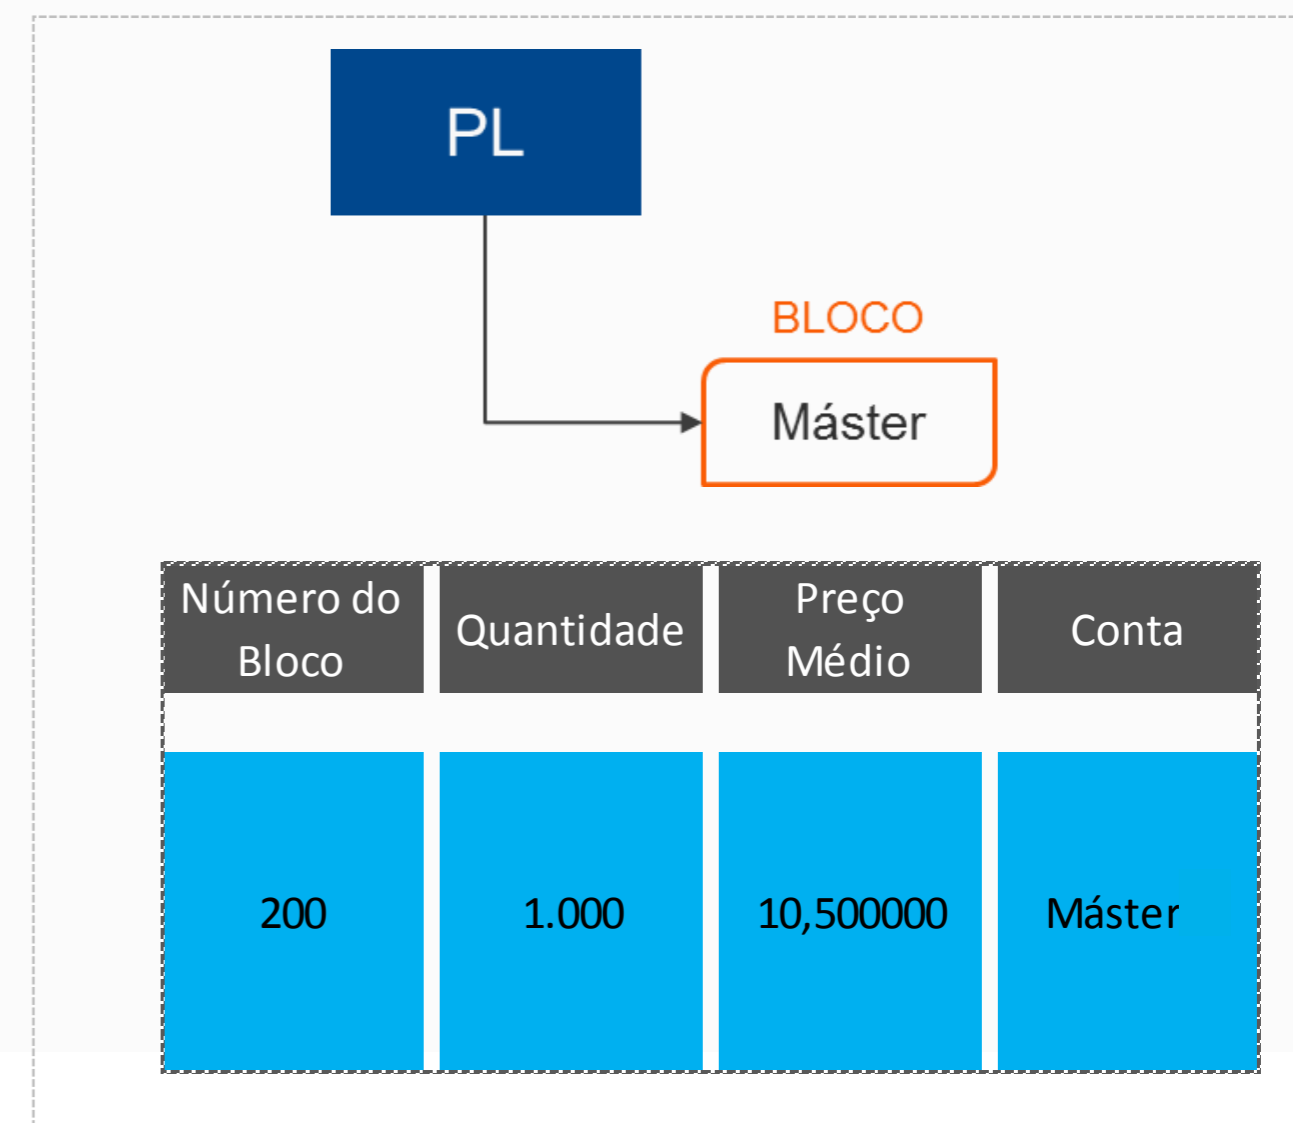 PL
BLOCO
Máster
Número do
Bloco
Quantidade
Preço
Médio
Conta
200
1.000
10,500000
Máster